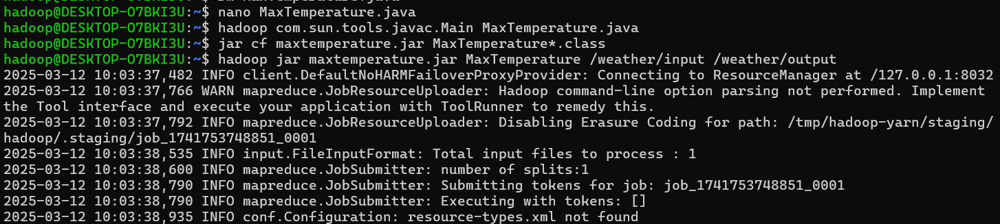 hadoop@DESKTOP-O7BKI3U:~$ nano MaxTemperature.java
hadoop@DESKTOP-O7BKI3U:~$ hadoop com.sun.tools.javac.Main MaxTemperature.java
hadoop@DESKTOP-O7BKI3U:~$ jar cf maxtemperature.jar MaxTemperature*.class
hadoop@DESKTOP-O7BKI3U:~$ hadoop jar maxtemperature.jar MaxTemperature /weather/input /weather/output
2025-03-12 10:03:37,482 INFO client.DefaultNoHARMFailoverProxyProvider: Connecting to ResourceManager at /127.0.0.1:8032
2025-03-12 10:03:37,766 WARN mapreduce.JobResourceUploader: Hadoop command-line option parsing not performed. Implement
the Tool interface and execute your application with ToolRunner to remedy this.
2025-03-12 10:03:37,792 INFO mapreduce.JobResourceUploader: Disabling Erasure Coding for path: /tmp/hadoop-yarn/staging/
hadoop/.staging/job_1741753748851_0001
2025-03-12 10:03:38,535 INFO input.FileInputFormat: Total input files to process : 1
2025-03-12 10:03:38,600 INFO mapreduce.JobSubmitter: number of splits:1
2025-03-12 10:03:38,790 INFO mapreduce.JobSubmitter: Submitting tokens for job: job_1741753748851_0001
2025-03-12 10:03:38,790 INFO mapreduce.JobSubmitter: Executing with tokens: []
2025-03-12 10:03:38,935 INFO conf.Configuration: resource-types.xml not found